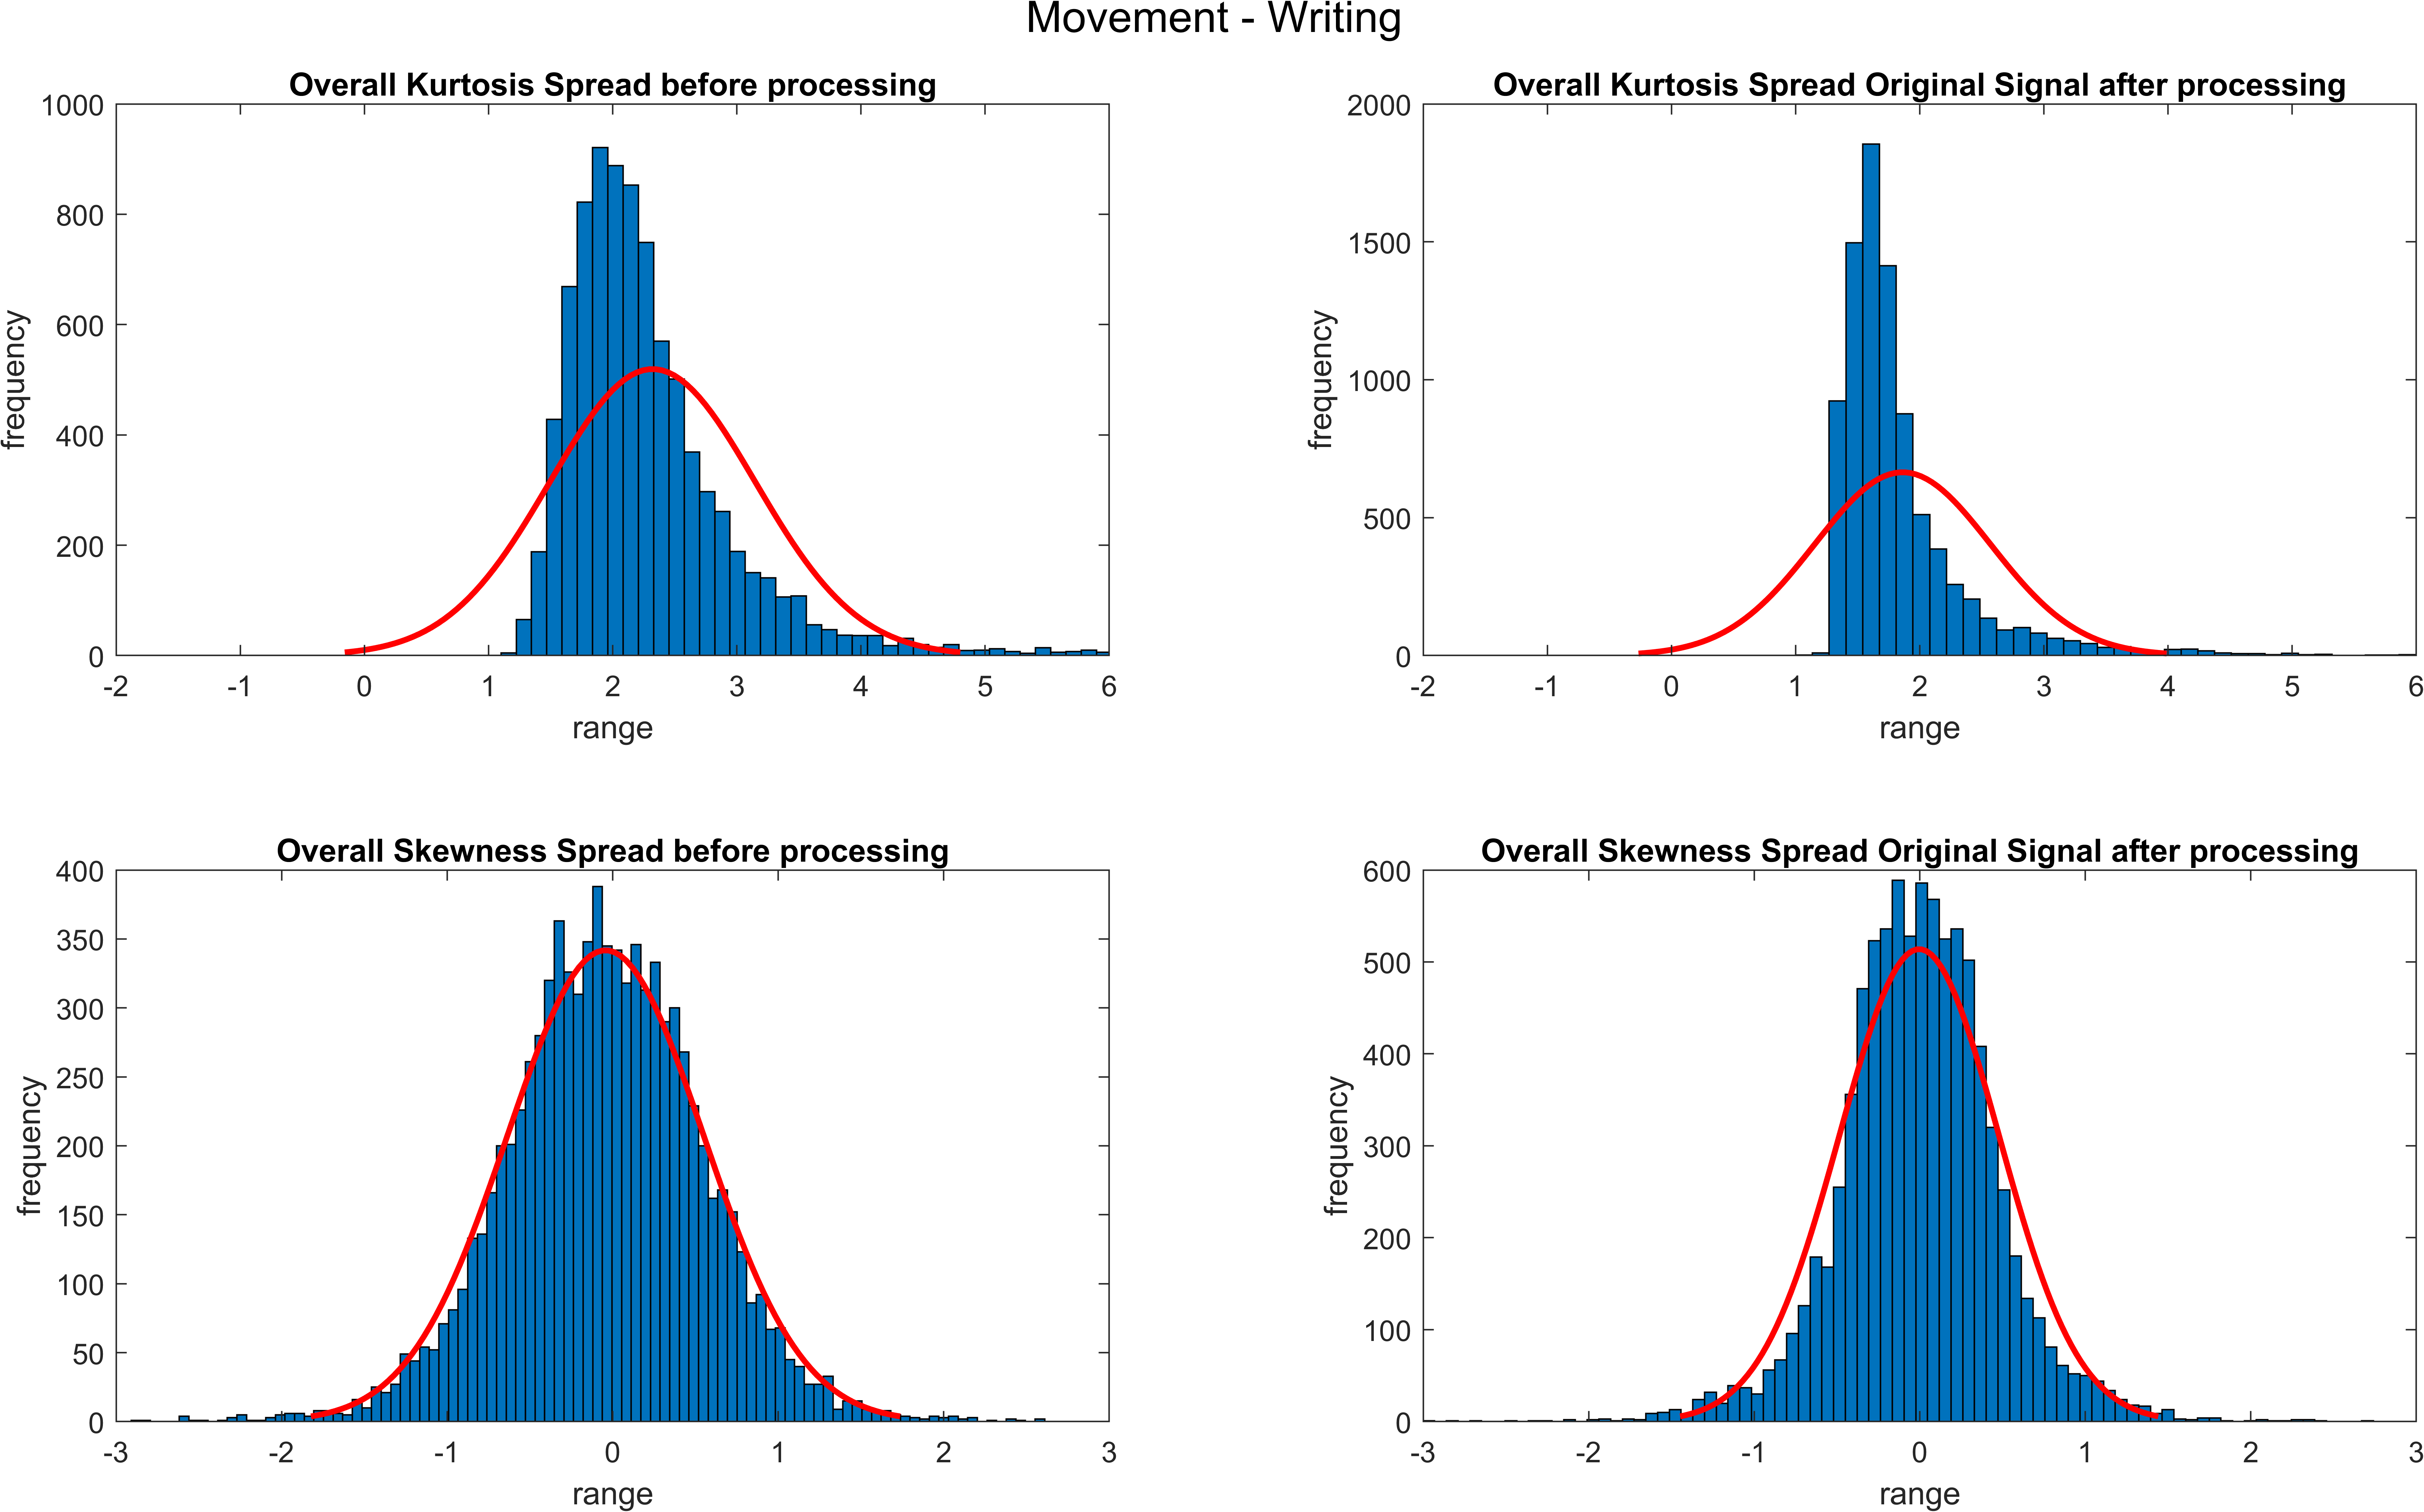 Movement - Writing
Overall Kurtosis Spread before processing
1000
800
600
400
200
0
frequency
-2 -1 0 1 2 3 4 5 6
range
Overall Kurtosis Spread Original Signal after processing
2000
1500
1000
500
0
frequency
-2 -1 0 1 2 3 4 5 6
range
Overall Skewness Spread before processing
400
350
300
250
200
150
100
50
0
frequency
-3 -2 -1 0 1 2 3
range
Overall Skewness Spread Original Signal after processing
600
500
400
300
200
100
0
frequency
-3 -2 -1 0 1 2 3
range